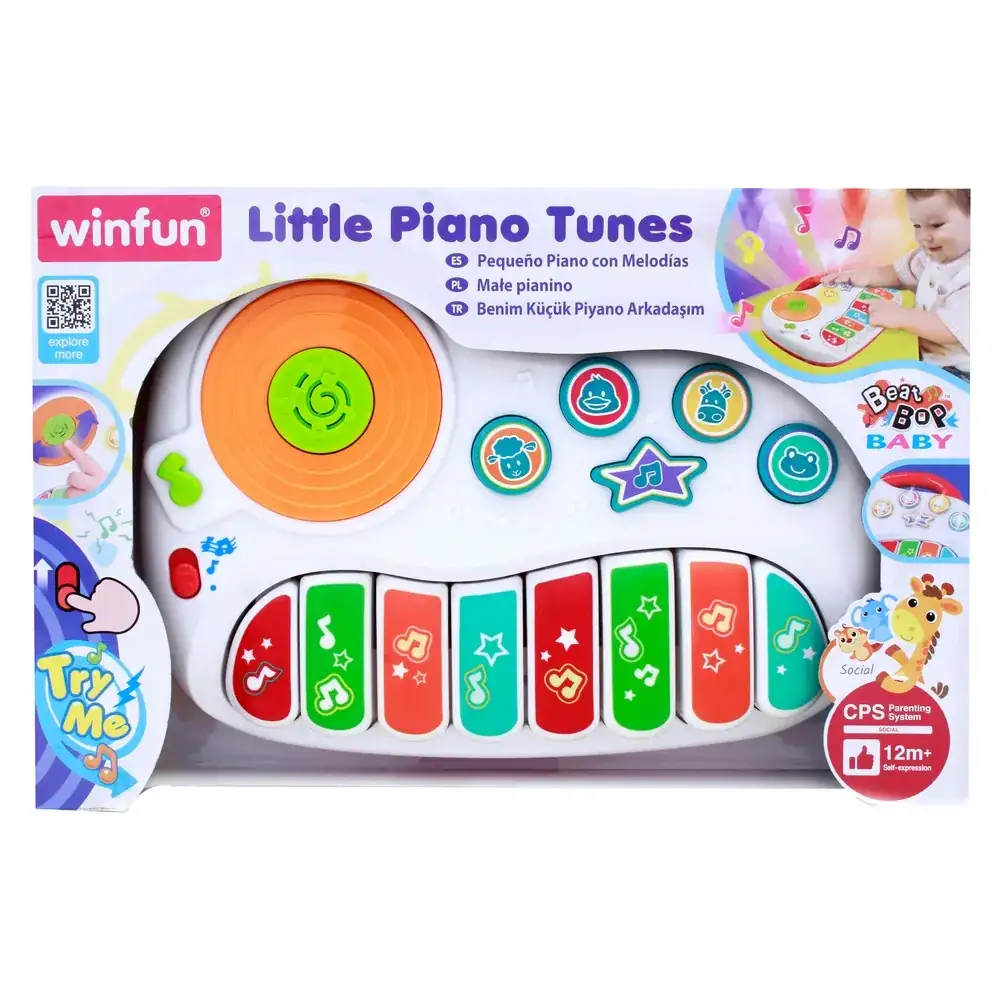 winfun®
Little Piano Tunes
ES Pequeño Piano con Melodías
PL Małe pianino
TR Benim Küçük Piyano Arkadaşım
explore
more
Beat
BOP
BABY
Try
Me
Social
CPS Parenting
System
SOCIAL
12m+
Self-expression